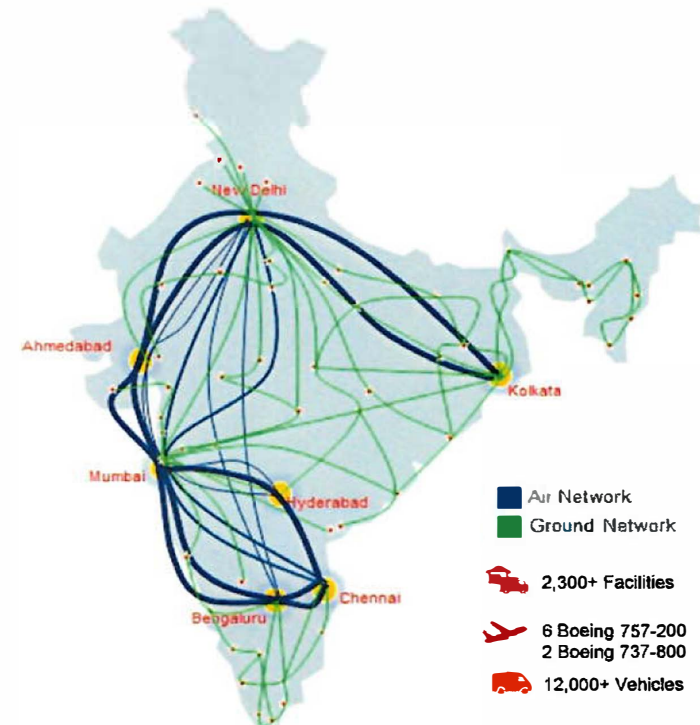 New Delhi
Ahmedabad
Kolkata
Mumbai
Hyderabad
Air Network
Ground Network
2,300+ Facilities
Chennai
Bengaluru
6 Boeing 757-200
2 Boeing 737-800
12,000+ Vehicles